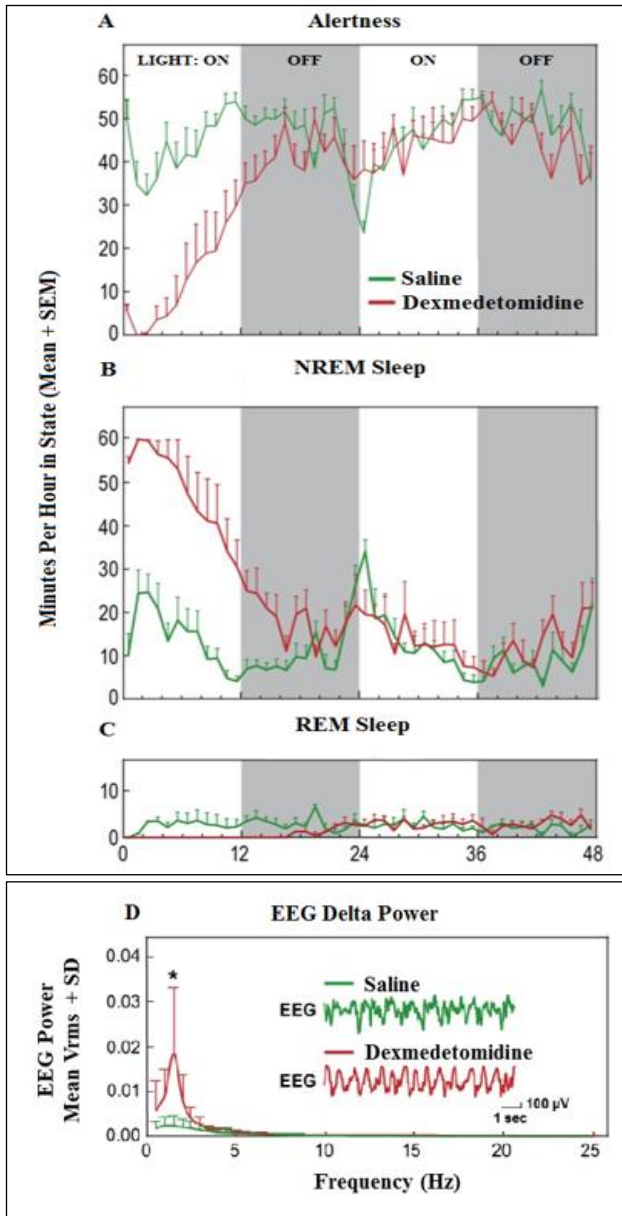 A Alertness
LIGHT: ON OFF ON OFF
60
50
40
30
20
10
0
Saline
Dexmedetomidine
B NREM Sleep
60
50
40
30
20
10
0
Minutes Per Hour in State (Mean + SEM)
C REM Sleep
10
0
0 12 24 36 48
D EEG Delta Power
0.04
0.03
0.02
0.01
0.00
EEG Power
Mean Vrms + SD
*
Saline
EEG
Dexmedetomidine
EEG
100 µV
1 sec
0 5 10 15 20 25
Frequency (Hz)